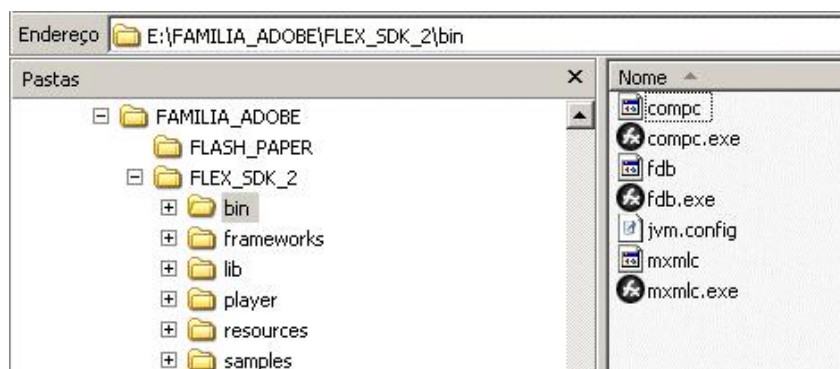 Endereço E:\FAMILIA_ADOBE\FLEX_SDK_2\bin
Pastas
FAMILIA_ADOBE
FLASH_PAPER
FLEX_SDK_2
bin
frameworks
lib
player
resources
samples
Nome
compc
compc.exe
fdb
fdb.exe
jvm.config
mxmlc
mxmlc.exe